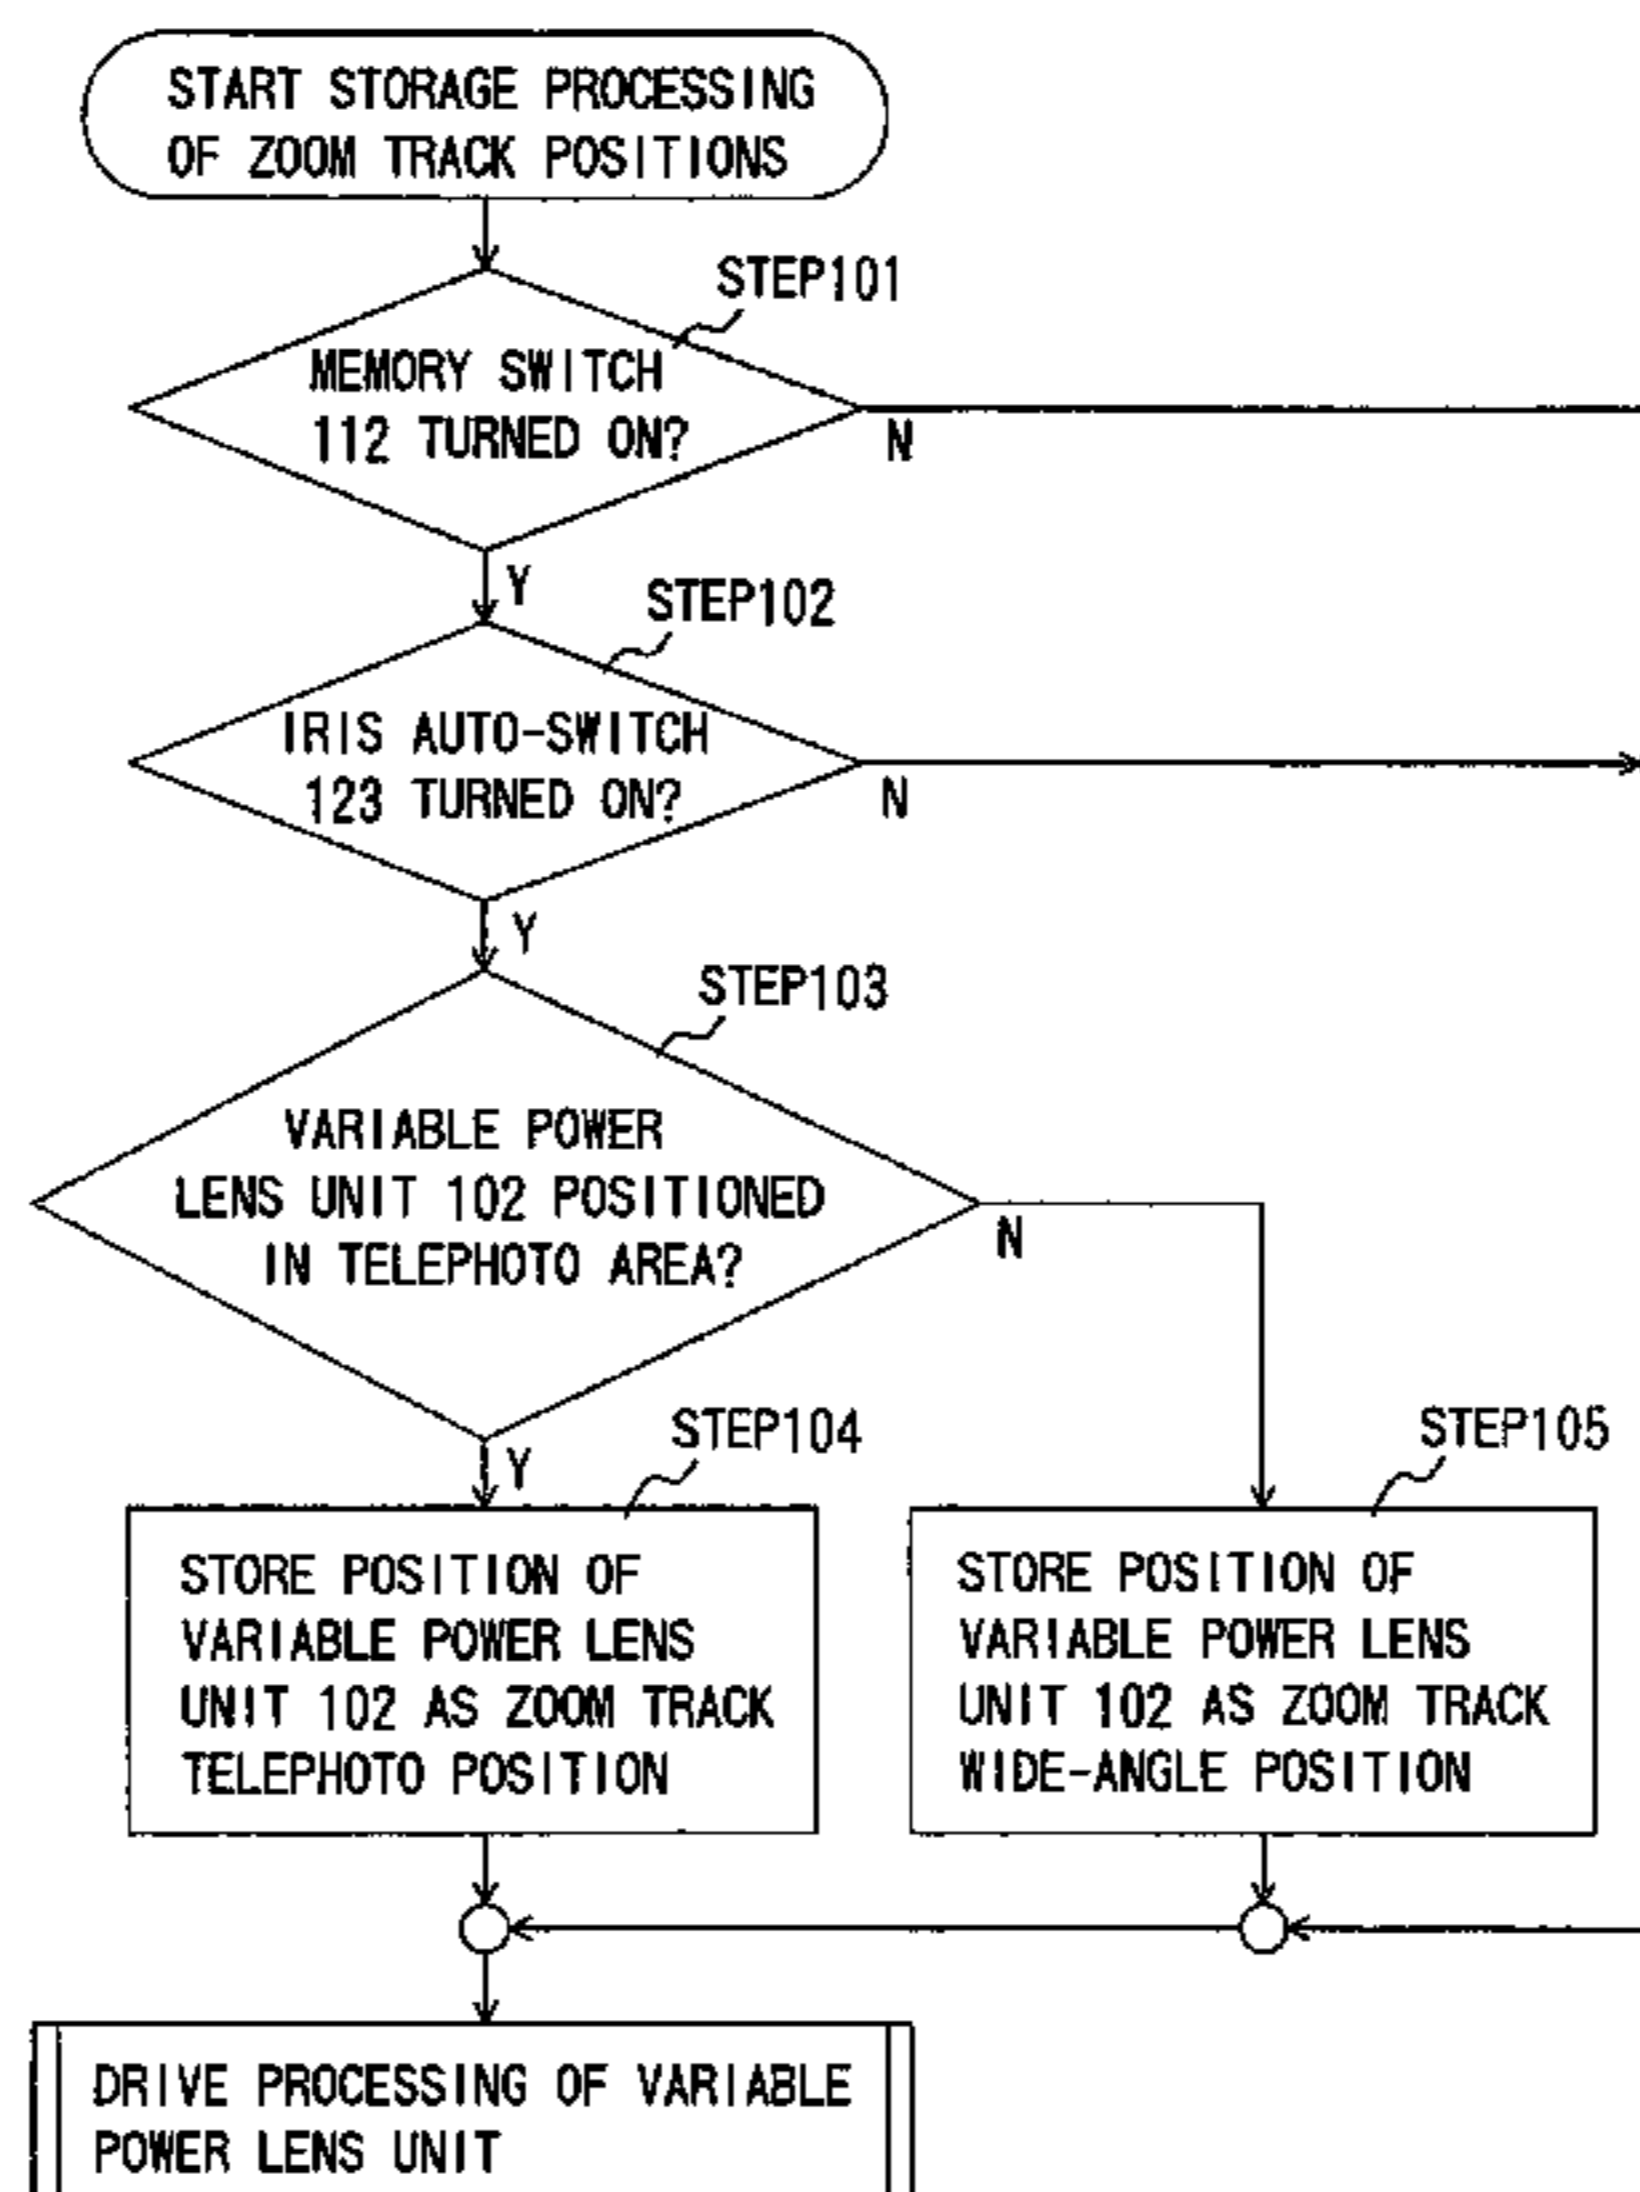 START STORAGE PROCESSING
OF ZOOM TRACK POSITIONS
STEP101
MEMORY SWITCH
112 TURNED ON?
N
Y
STEP102
IRIS AUTO-SWITCH
123 TURNED ON?
N
Y
STEP103
VARIABLE POWER
LENS UNIT 102 POSITIONED
IN TELEPHOTO AREA?
N
Y
STEP104
STORE POSITION OF
VARIABLE POWER LENS
UNIT 102 AS ZOOM TRACK
TELEPHOTO POSITION
STEP105
STORE POSITION OF
VARIABLE POWER LENS
UNIT 102 AS ZOOM TRACK
WIDE-ANGLE POSITION
DRIVE PROCESSING OF VARIABLE
POWER LENS UNIT